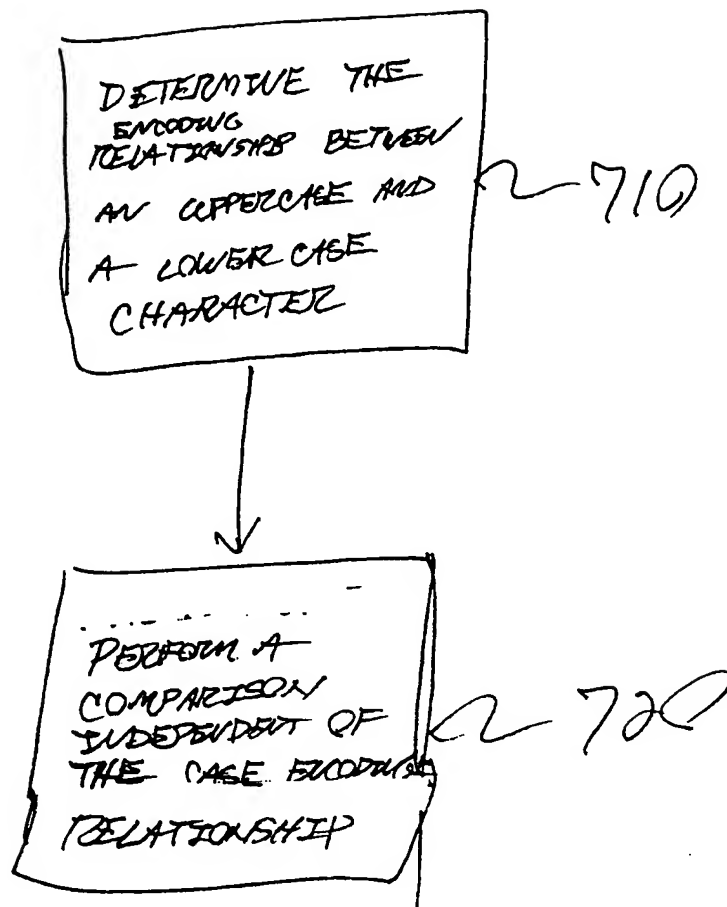 DETERMINE THE
ENCODING
RELATIONSHIP BETWEEN
AN UPPERCASE AND
A LOWER CASE
CHARACTER
710
PERFORM A
COMPARISON
INDEPENDENT OF
THE CASE ENCODING
RELATIONSHIP
720